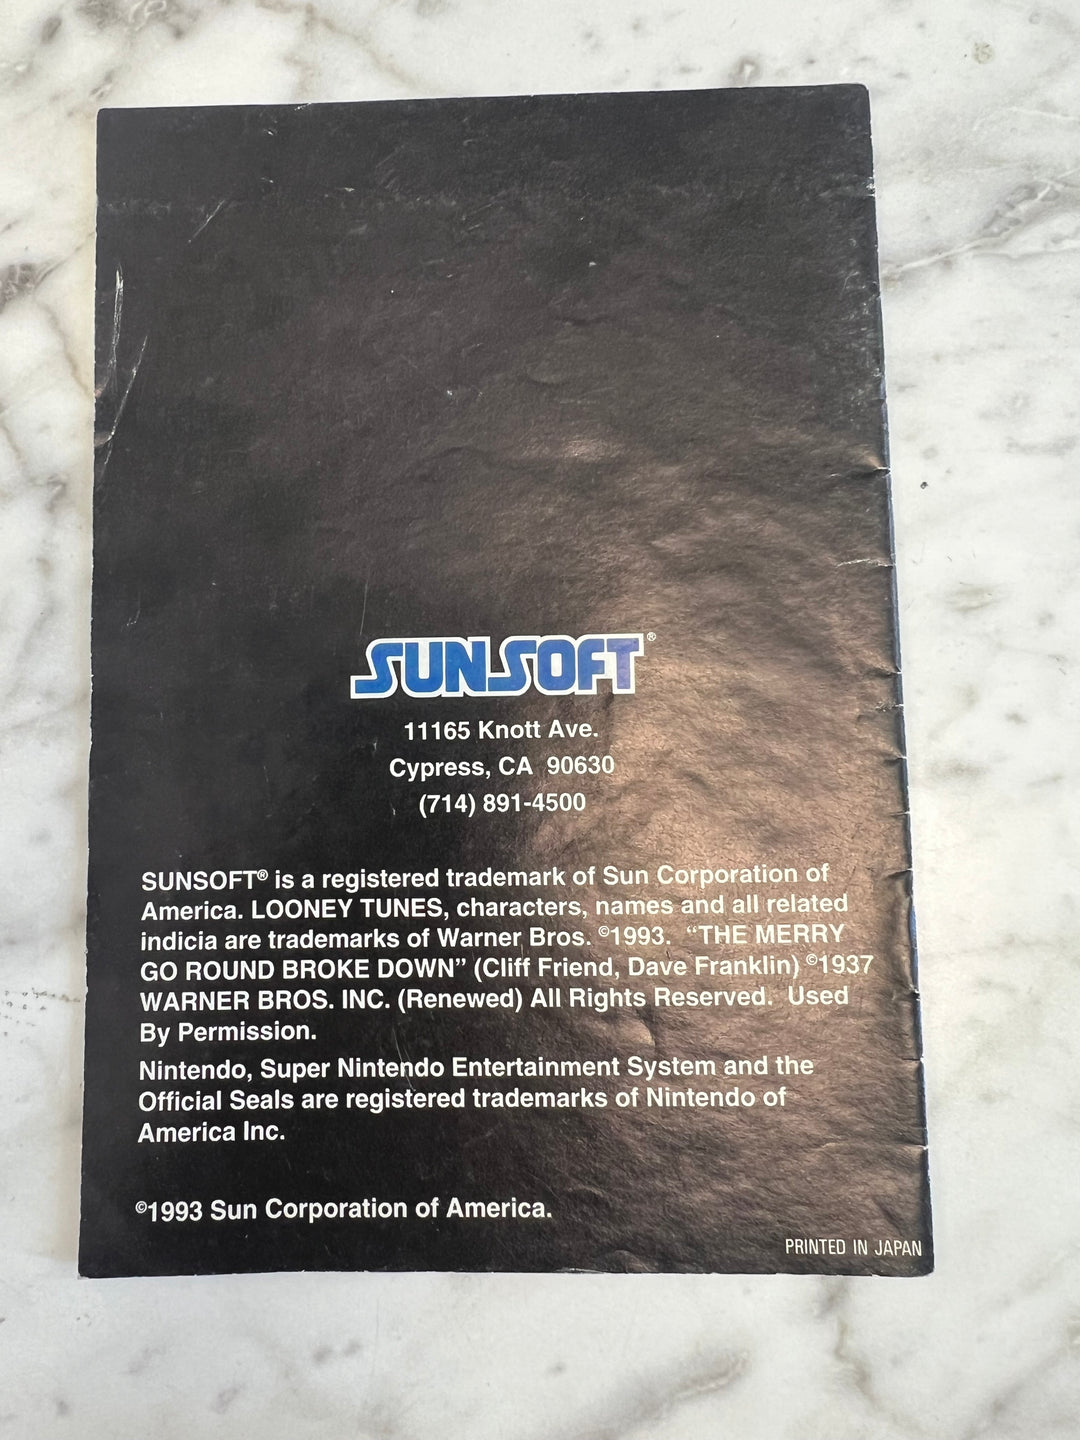 SUNSOFT®
11165 Knott Ave.
Cypress, CA 90630
(714) 891-4500
SUNSOFT® is a registered trademark of Sun Corporation of
America. LOONEY TUNES, characters, names and all related
indicia are trademarks of Warner Bros. ©1993. “THE MERRY
GO ROUND BROKE DOWN” (Cliff Friend, Dave Franklin) ©1937
WARNER BROS. INC. (Renewed) All Rights Reserved. Used
By Permission.
Nintendo, Super Nintendo Entertainment System and the
Official Seals are registered trademarks of Nintendo of
America Inc.
©1993 Sun Corporation of America.
PRINTED IN JAPAN